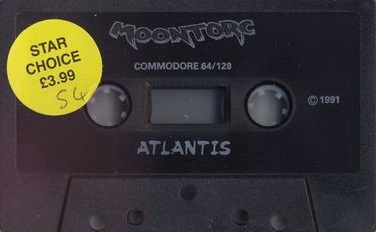 MOONTORC
STAR
CHOICE
£3.99
S4
COMMODORE 64/128
© 1991
ATLANTIS